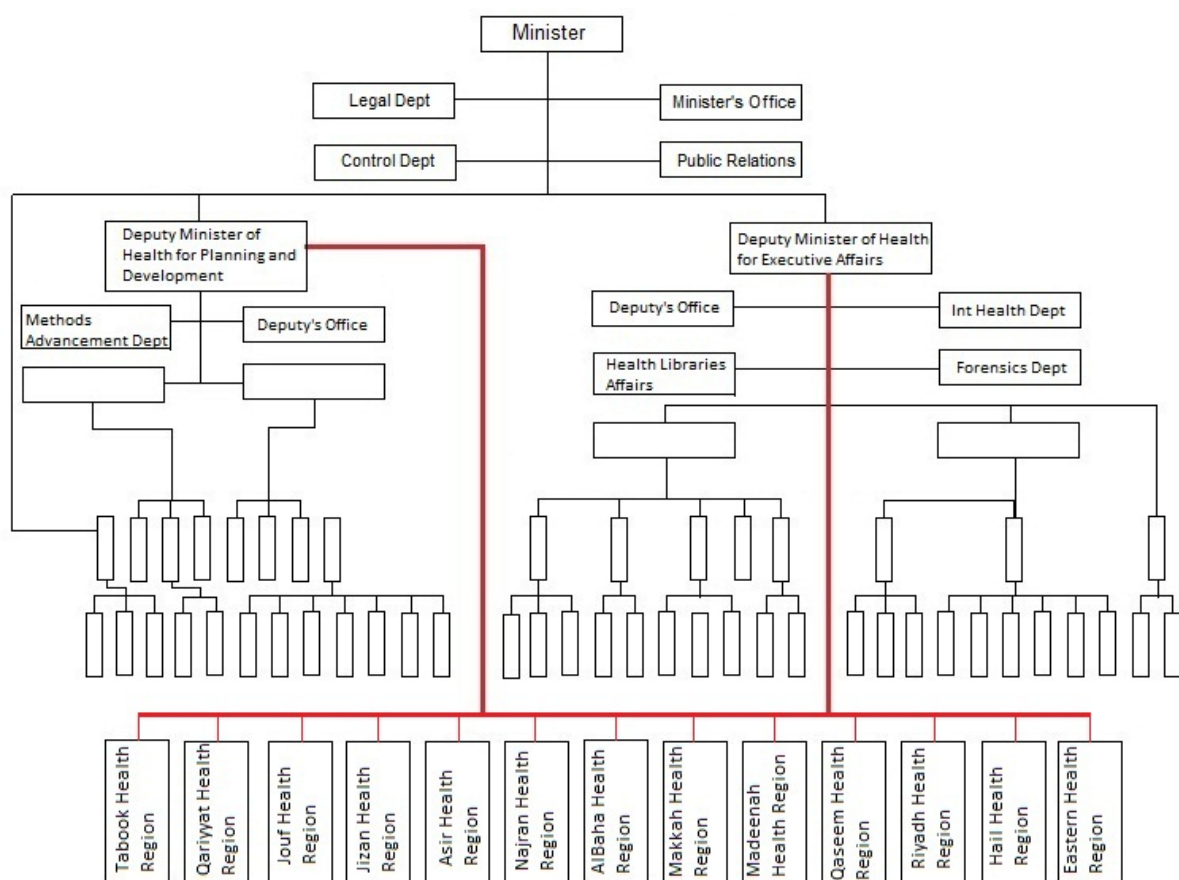 Minister
Legal Dept
Minister's Office
Control Dept
Public Relations
Deputy Minister of
Health for Planning and
Development
Deputy Minister of Health
for Executive Affairs
Methods
Advancement Dept
Deputy's Office
Deputy's Office
Int Health Dept
Health Libraries
Affairs
Forensics Dept
Tabook Health
Region
Qariyyat Health
Region
Jouf Health
Region
Jizan Health
Region
Asir Health
Region
Najran Health
Region
AlBaha Health
Region
Makkah Health
Region
Madeenah
Health Region
Qaseem Health
Region
Riyadh Health
Region
Hail Health
Region
Eastern Health
Region